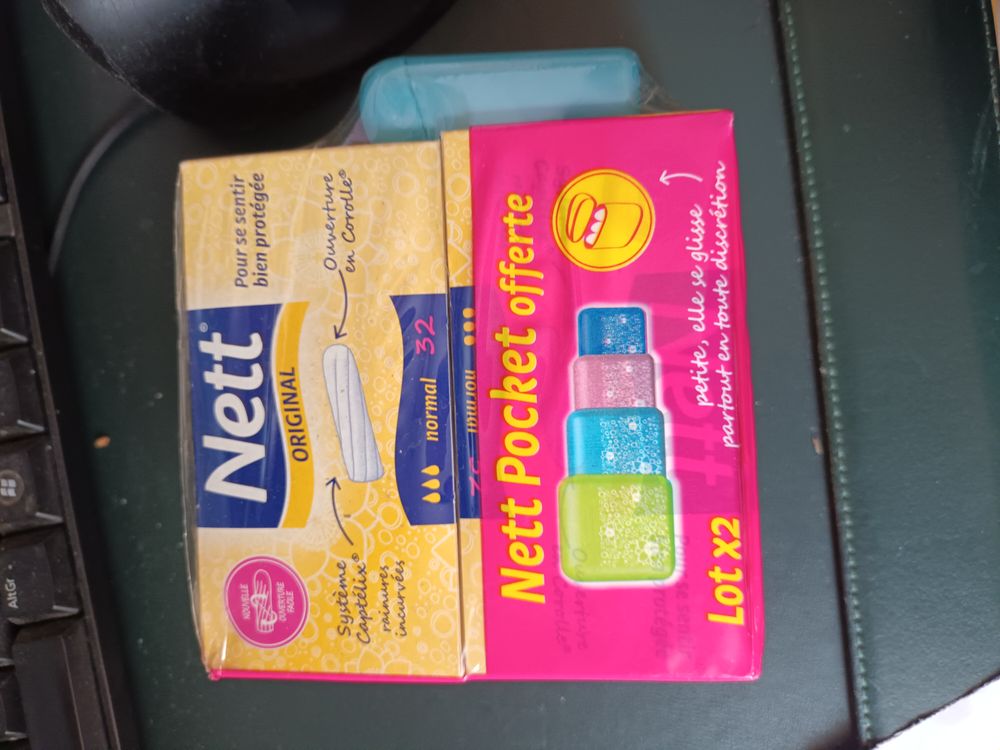 Nett®
ORIGINAL
Pour se sentir
bien protégée
NOUVELLE
OUVERTURE
FACILE
Ouverture
en Corolle®
Système
Captélix®
rainures
incurvées
normal 32
Nett Pocket offerte
petite, elle se glisse
partout en toute discrétion
Lot X2
AltGr